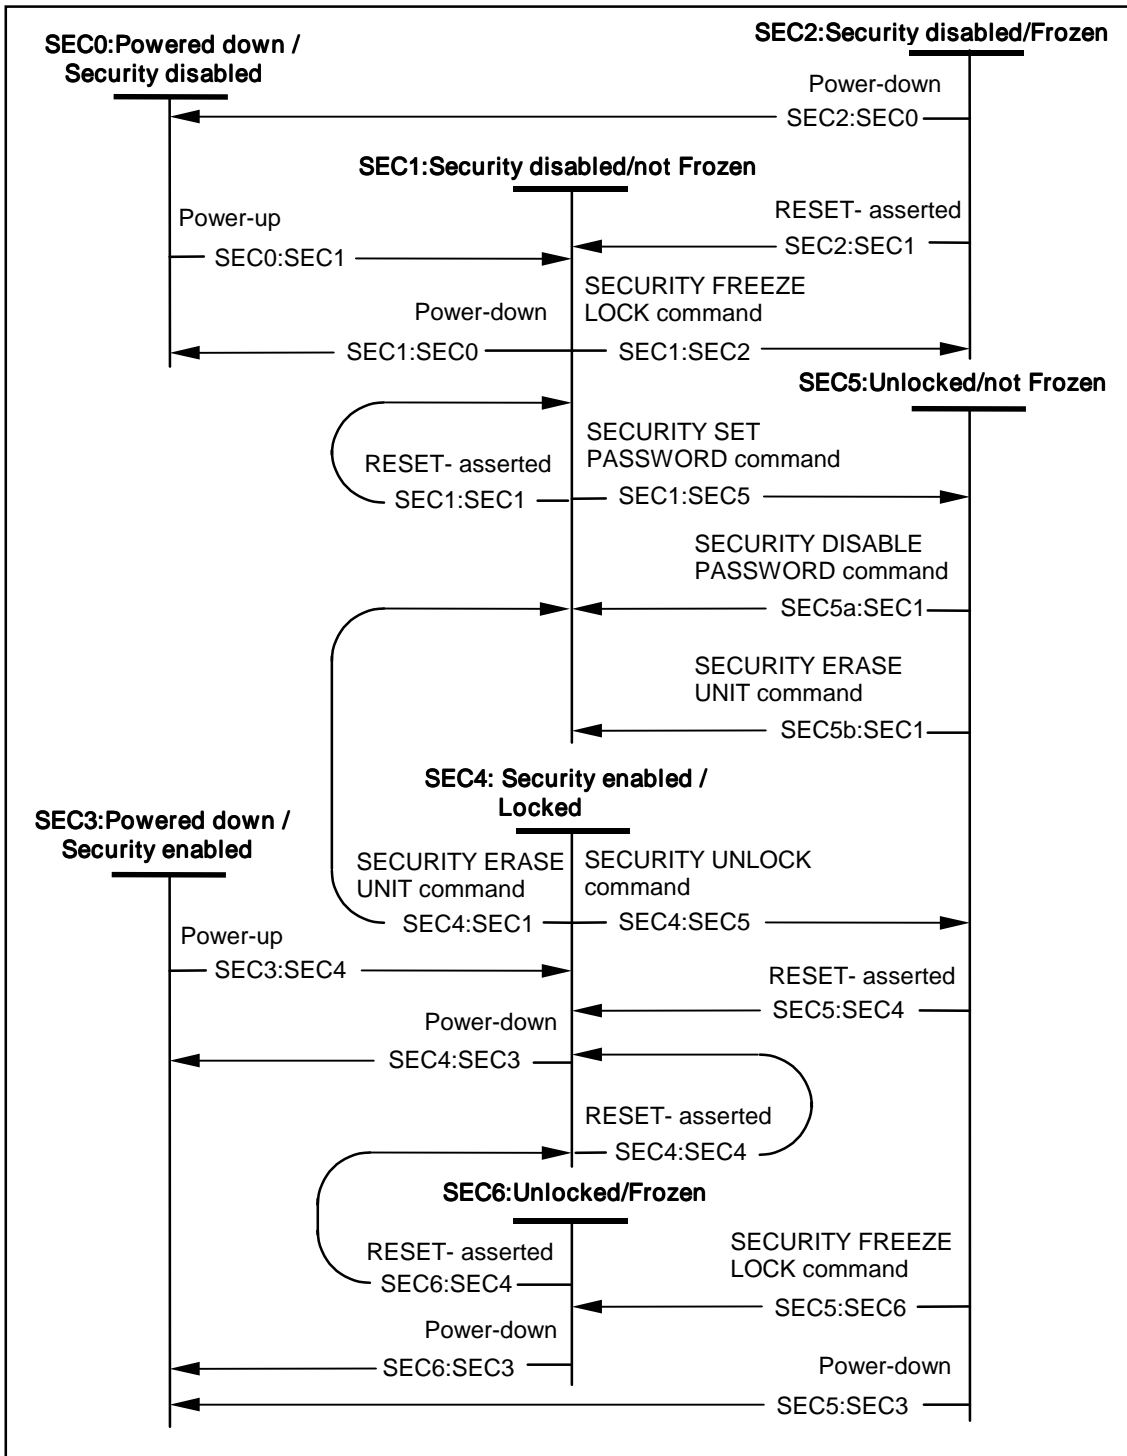 SEC0:Powered down /
Security disabled
SEC2:Security disabled/Frozen
Power-down
SEC2:SEC0
SEC1:Security disabled/not Frozen
Power-up
SEC0:SEC1
RESET- asserted
SEC2:SEC1
SECURITY FREEZE
LOCK command
Power-down
SEC1:SEC0
SEC1:SEC2
SEC5:Unlocked/not Frozen
SECURITY SET
PASSWORD command
RESET- asserted
SEC1:SEC1
SEC1:SEC5
SECURITY DISABLE
PASSWORD command
SEC5a:SEC1
SECURITY ERASE
UNIT command
SEC5b:SEC1
SEC4: Security enabled /
Locked
SEC3:Powered down /
Security enabled
SECURITY ERASE
UNIT command
SECURITY UNLOCK
command
SEC4:SEC1
SEC4:SEC5
Power-up
SEC3:SEC4
RESET- asserted
SEC5:SEC4
Power-down
SEC4:SEC3
RESET- asserted
SEC4:SEC4
SEC6:Unlocked/Frozen
RESET- asserted
SEC6:SEC4
SECURITY FREEZE
LOCK command
SEC5:SEC6
Power-down
SEC6:SEC3
Power-down
SEC5:SEC3